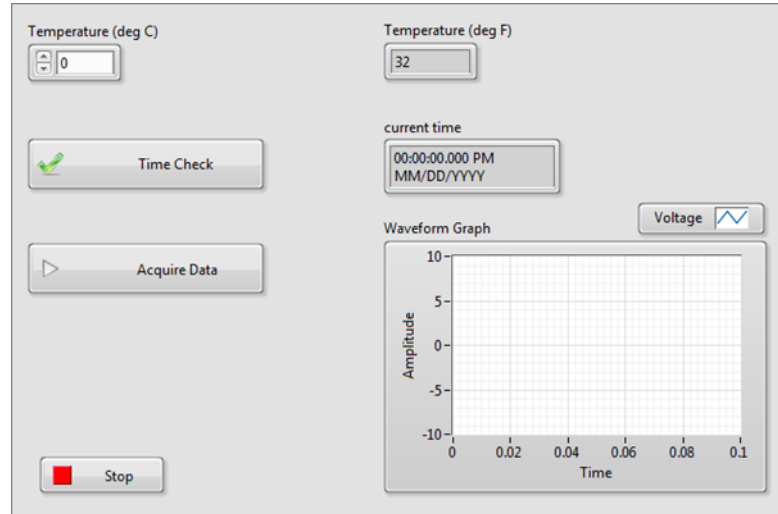 Temperature (deg C)
0
Temperature (deg F)
32
Time Check
current time
00:00:00.000 PM
MM/DD/YYYY
Acquire Data
Waveform Graph
Voltage
10
5
0
-5
-10
Amplitude
0
0.02
0.04
0.06
0.08
0.1
Time
Stop